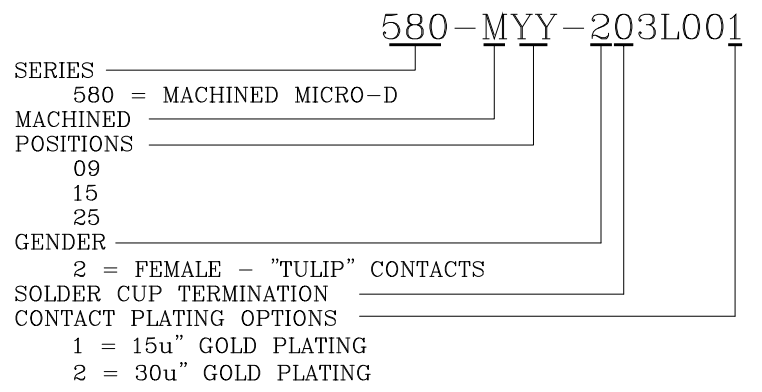 580-MYY-203L001
SERIES
580 = MACHINED MICRO-D
MACHINED
POSITIONS
09
15
25
GENDER
2 = FEMALE - "TULIP" CONTACTS
SOLDER CUP TERMINATION
CONTACT PLATING OPTIONS
1 = 15u" GOLD PLATING
2 = 30u" GOLD PLATING